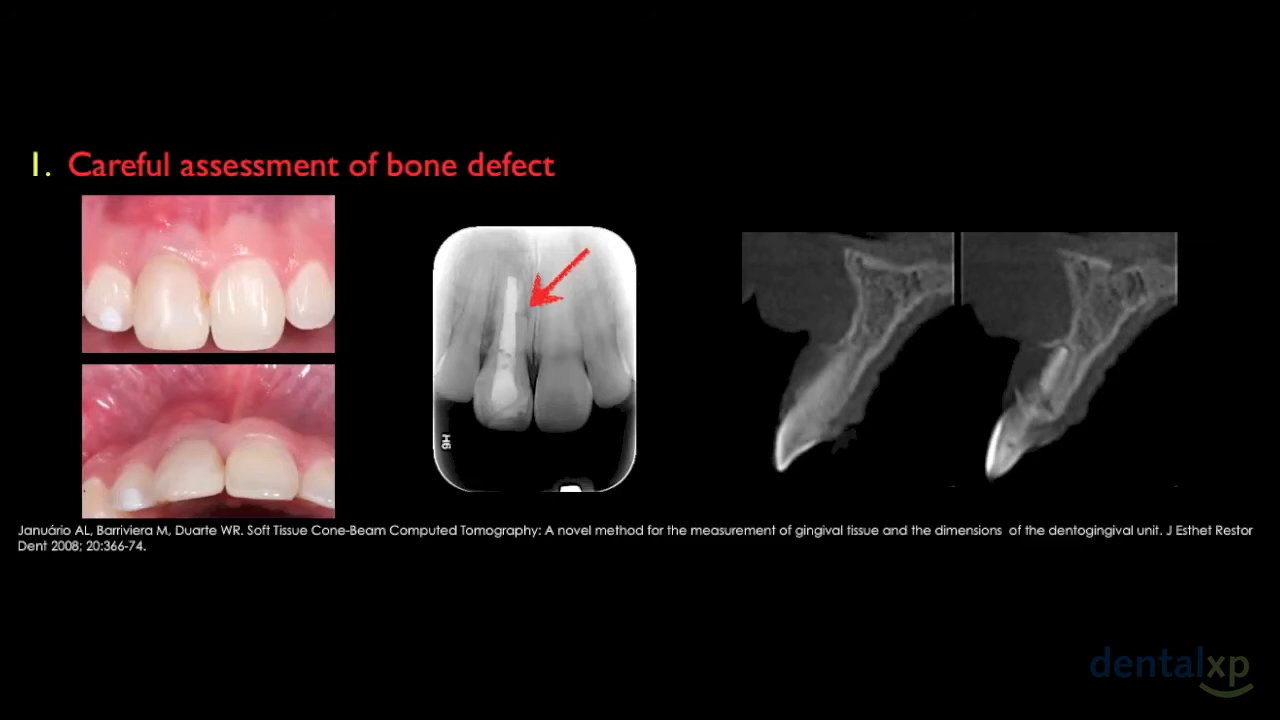 1. Careful assessment of bone defect
H6
Januário AL, Barriviera M, Duarte WR. Soft Tissue Cone-Beam Computed Tomography: A novel method for the measurement of gingival tissue and the dimensions of the dentogingival unit. J Esthet Restor
Dent 2008; 20:366-74.
dentalxp